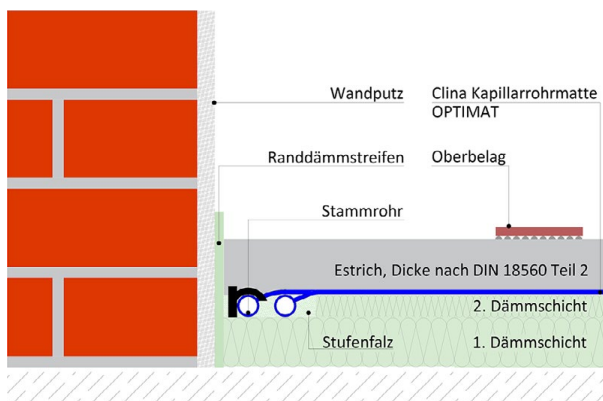 Wandputz
Clina Kapillarrohrmatte
OPTIMAT
Randdämmstreifen
Oberbelag
Stammrohr
Estrich, Dicke nach DIN 18560 Teil 2
2. Dämmschicht
Stufenfalz
1. Dämmschicht